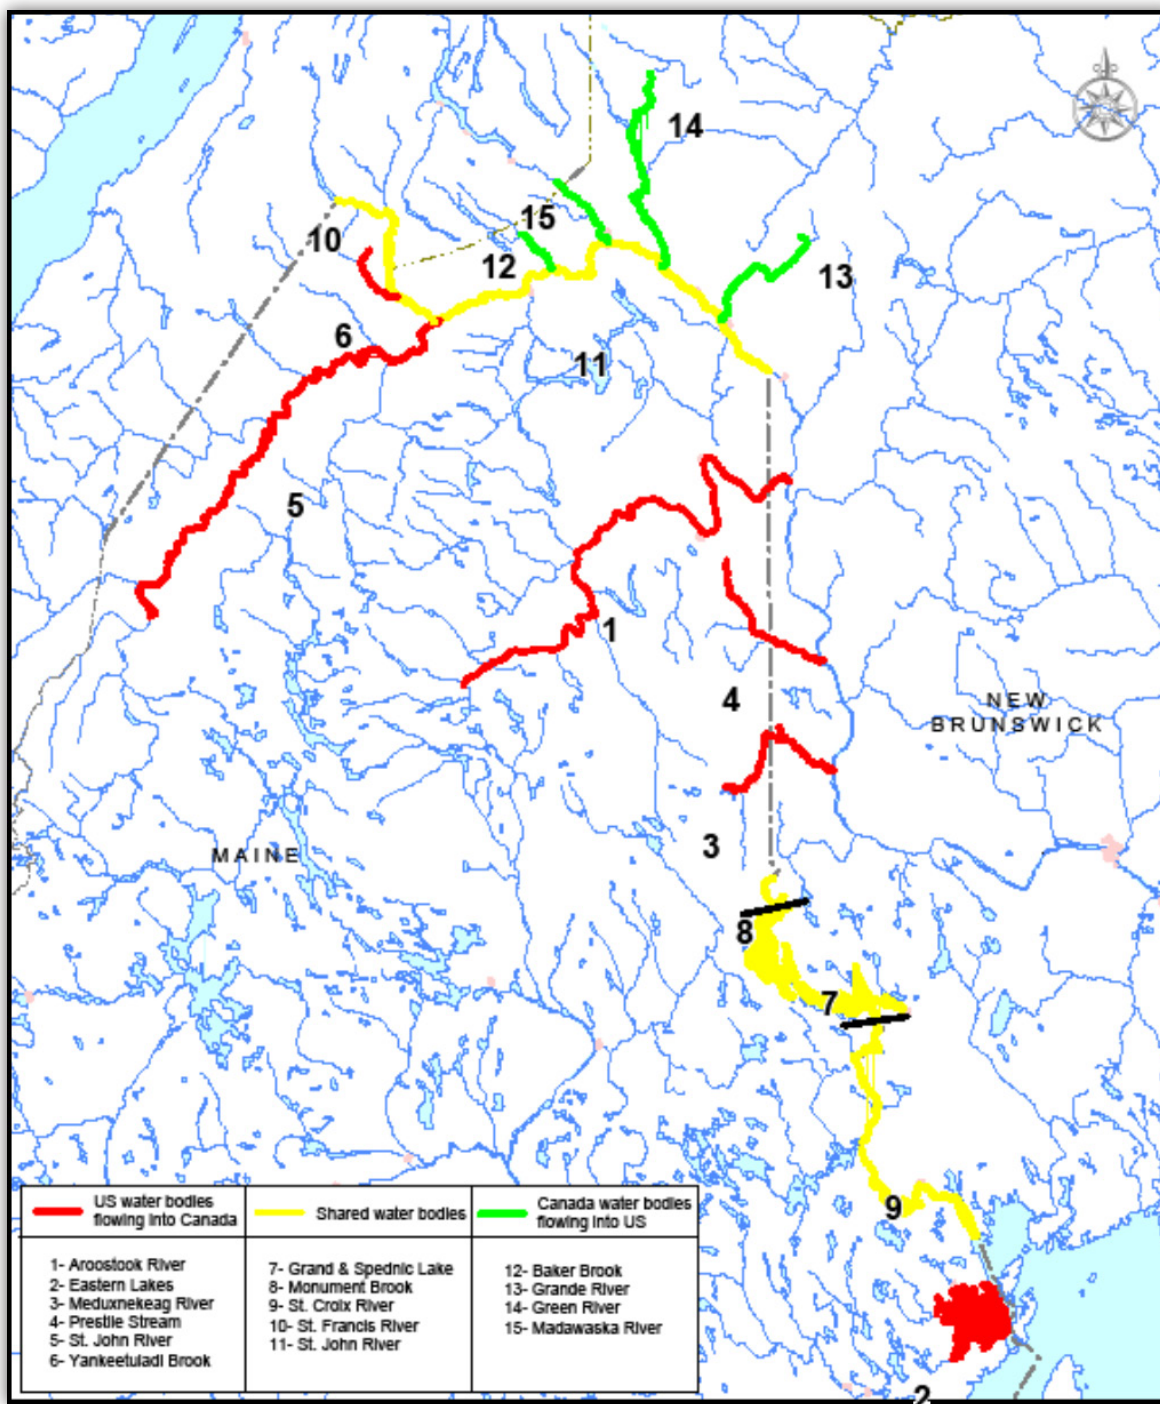 14
15
10
12
13
6
11
5
1
4
NEW
BRUNSWICK
3
MAINE
8
7
9
2
US water bodies
flowing into Canada
Shared water bodies
Canada water bodies
flowing into US
1- Aroostook River
2- Eastern Lakes
3- Meduxnekeag River
4- Prestile Stream
5- St. John River
6- Yankeetuladi Brook
7- Grand & Spednic Lake
8- Monument Brook
9- St. Croix River
10- St. Francis River
11- St. John River
12- Baker Brook
13- Grande River
14- Green River
15- Madawaska River